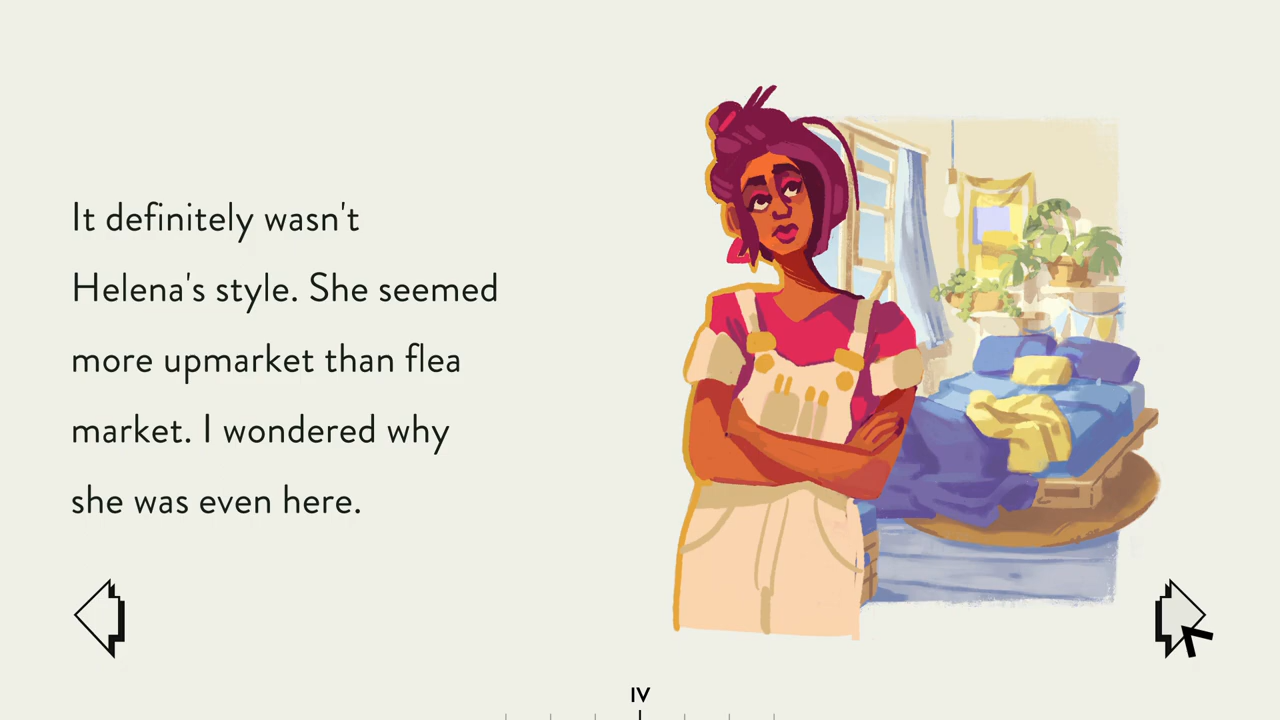 It definitely wasn't
Helena's style. She seemed
more upmarket than flea
market. I wondered why
she was even here.
IV